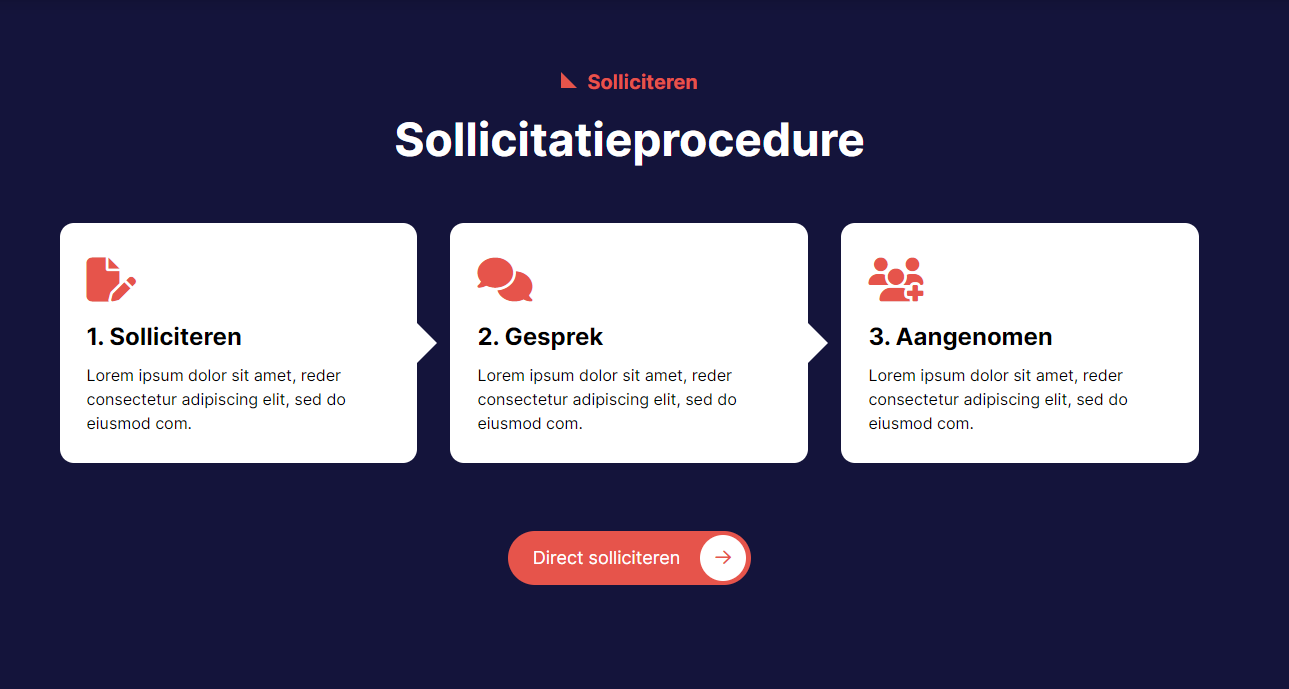 Solliciteren
Sollicitatieprocedure
1. Solliciteren
Lorem ipsum dolor sit amet, reder
consectetur adipiscing elit, sed do
eiusmod com.
2. Gesprek
Lorem ipsum dolor sit amet, reder
consectetur adipiscing elit, sed do
eiusmod com.
3. Aangenomen
Lorem ipsum dolor sit amet, reder
consectetur adipiscing elit, sed do
eiusmod com.
Direct solliciteren